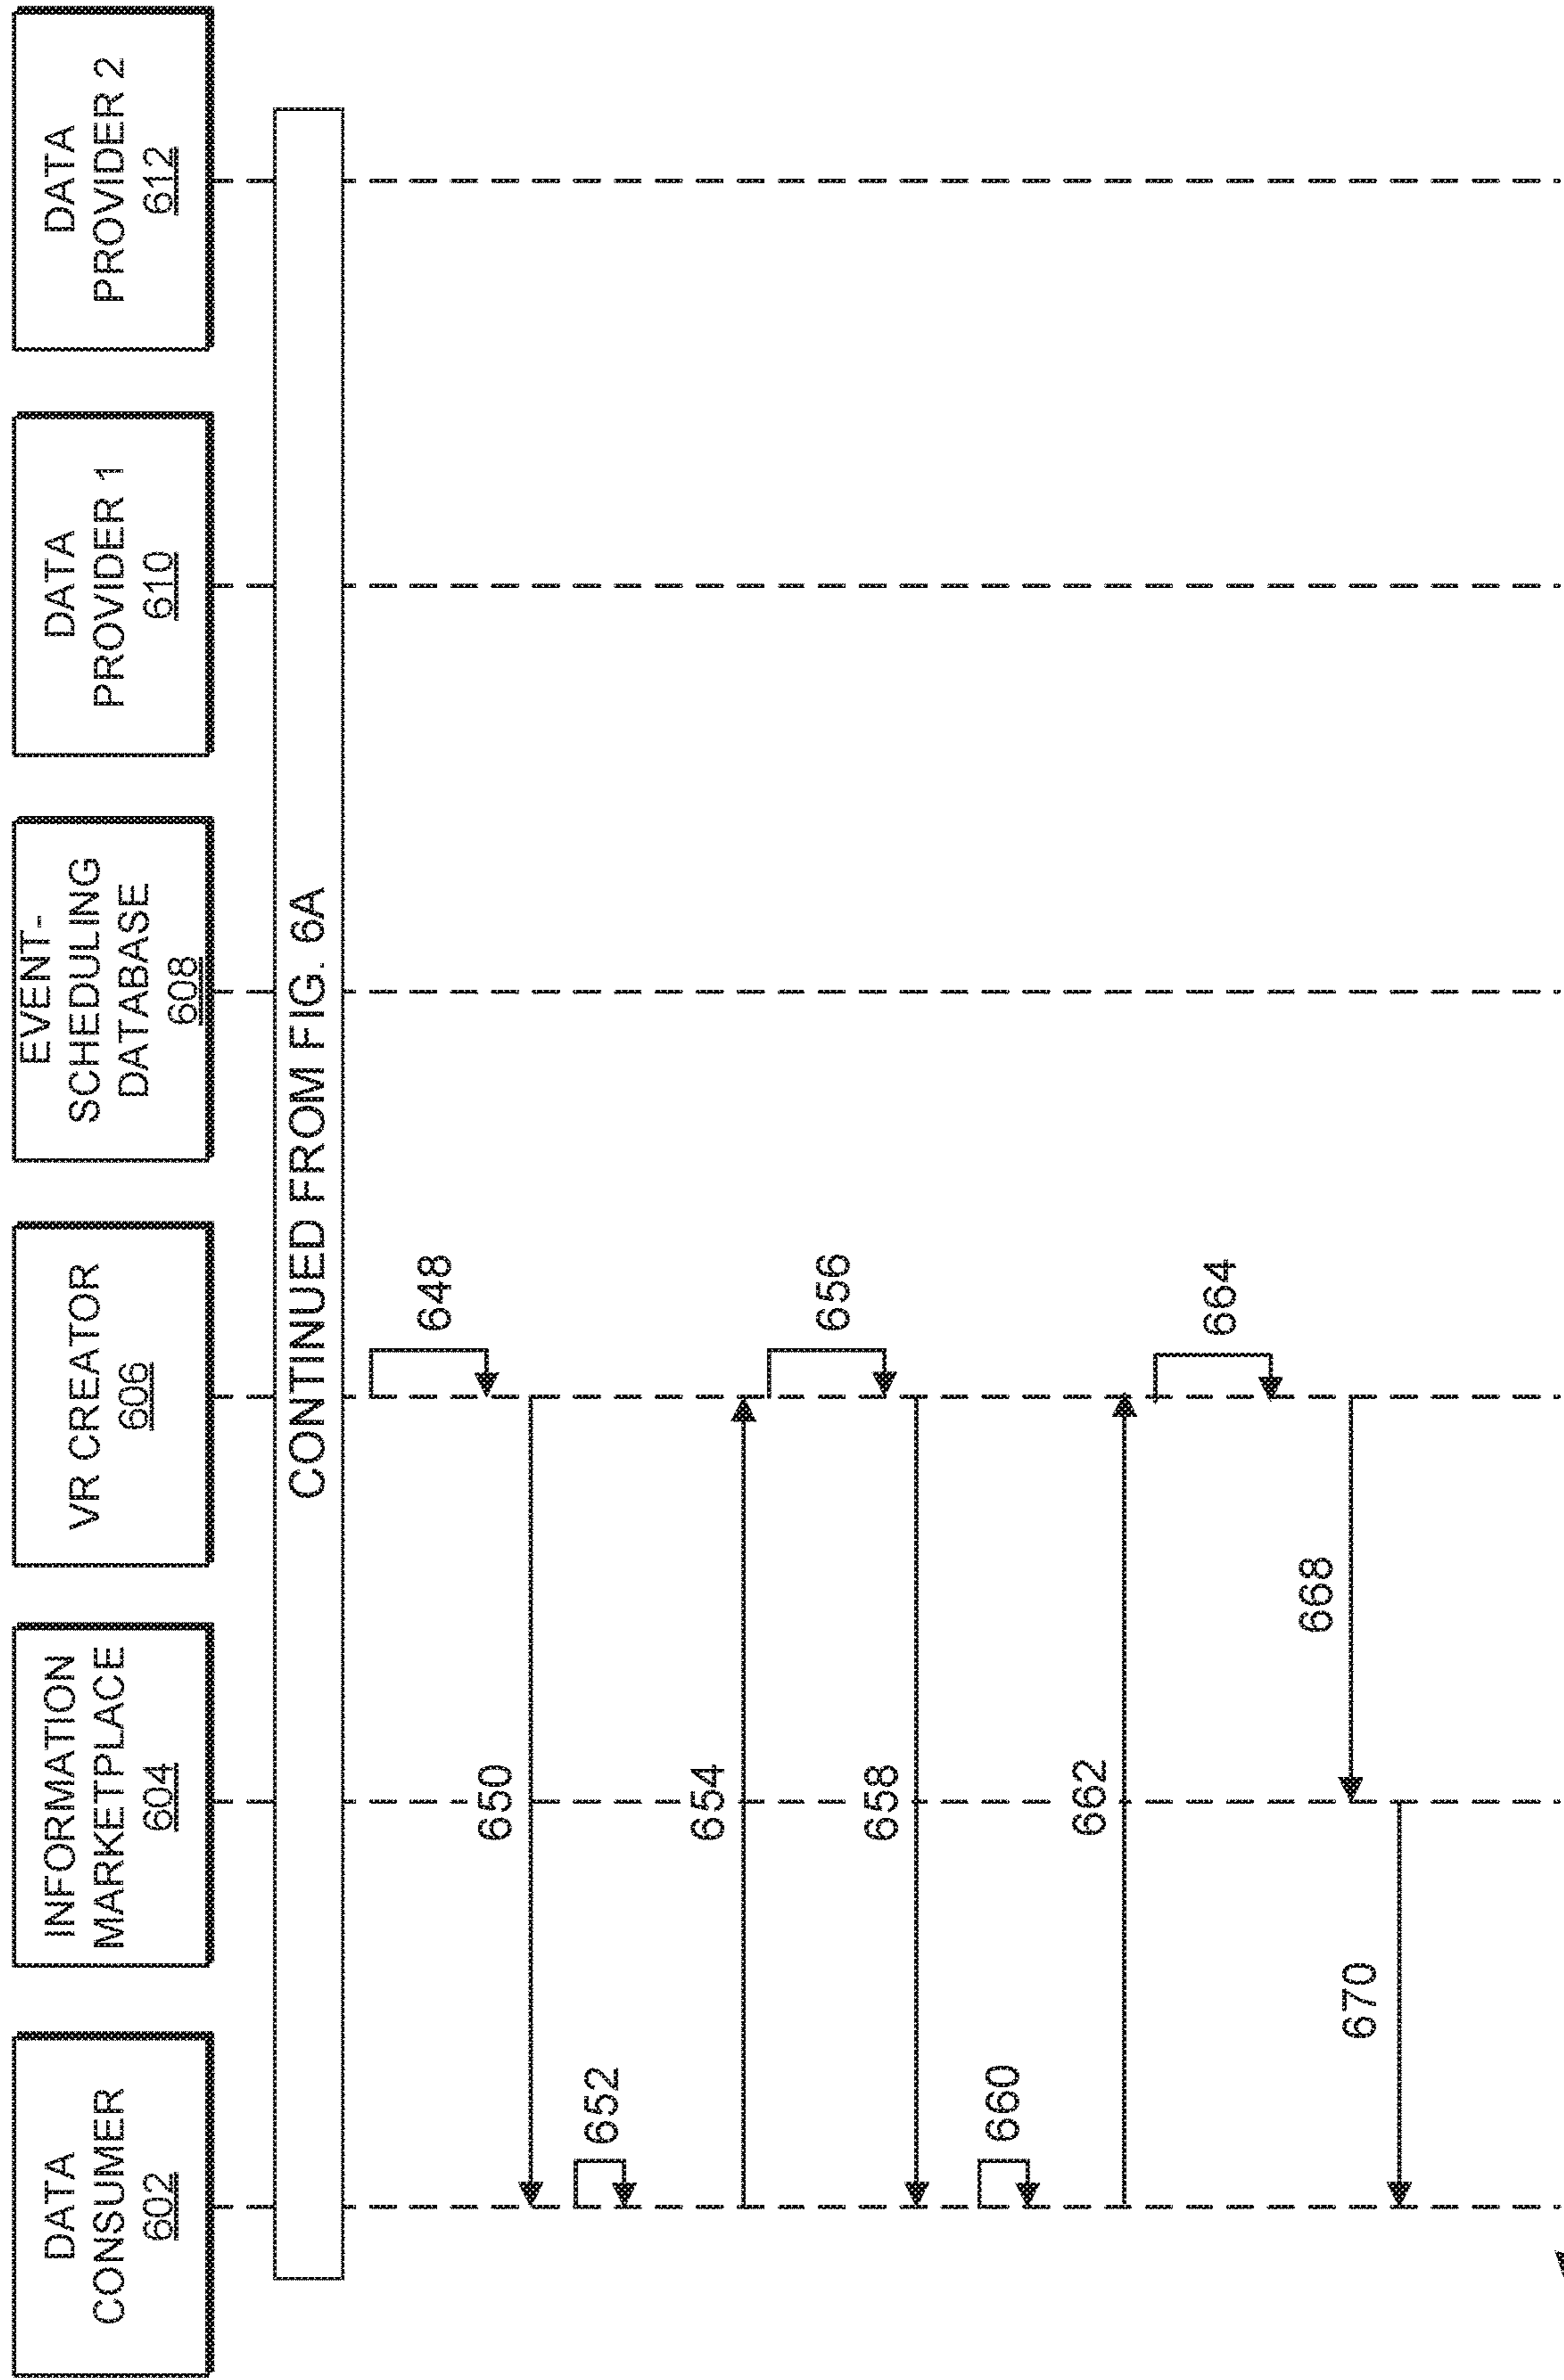 DATA
CONSUMER
602
INFORMATION
MARKETPLACE
604
VR CREATOR
606
EVENT-
SCHEDULING
DATABASE
608
DATA
PROVIDER 1
610
DATA
PROVIDER 2
612
CONTINUED FROM FIG. 6A
648
650
652
654
656
658
660
662
664
668
670